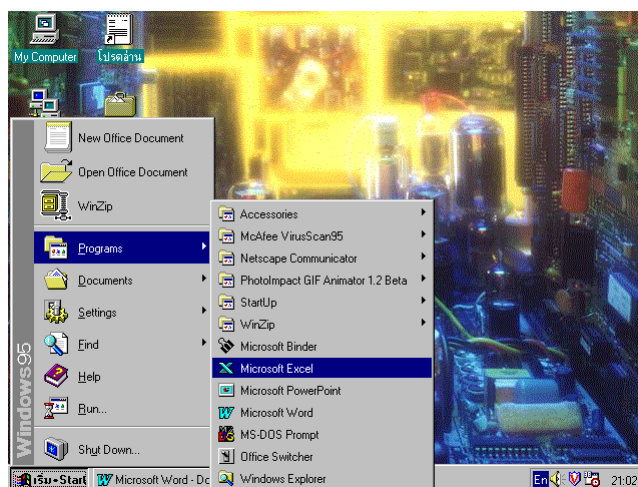 My Computer
โปรดอ่าน
New Office Document
Open Office Document
WinZip
Programs
Documents
Settings
Find
Help
Run...
Shut Down...
Windows95
Accessories
McAfee VirusScan95
Netscape Communicator
PhotoImpact GIF Animator 1.2 Beta
StartUp
WinZip
Microsoft Binder
Microsoft Excel
Microsoft PowerPoint
Microsoft Word
MS-DOS Prompt
Office Switcher
Windows Explorer
เริ่ม-Start
Microsoft Word - Do
En
21:02